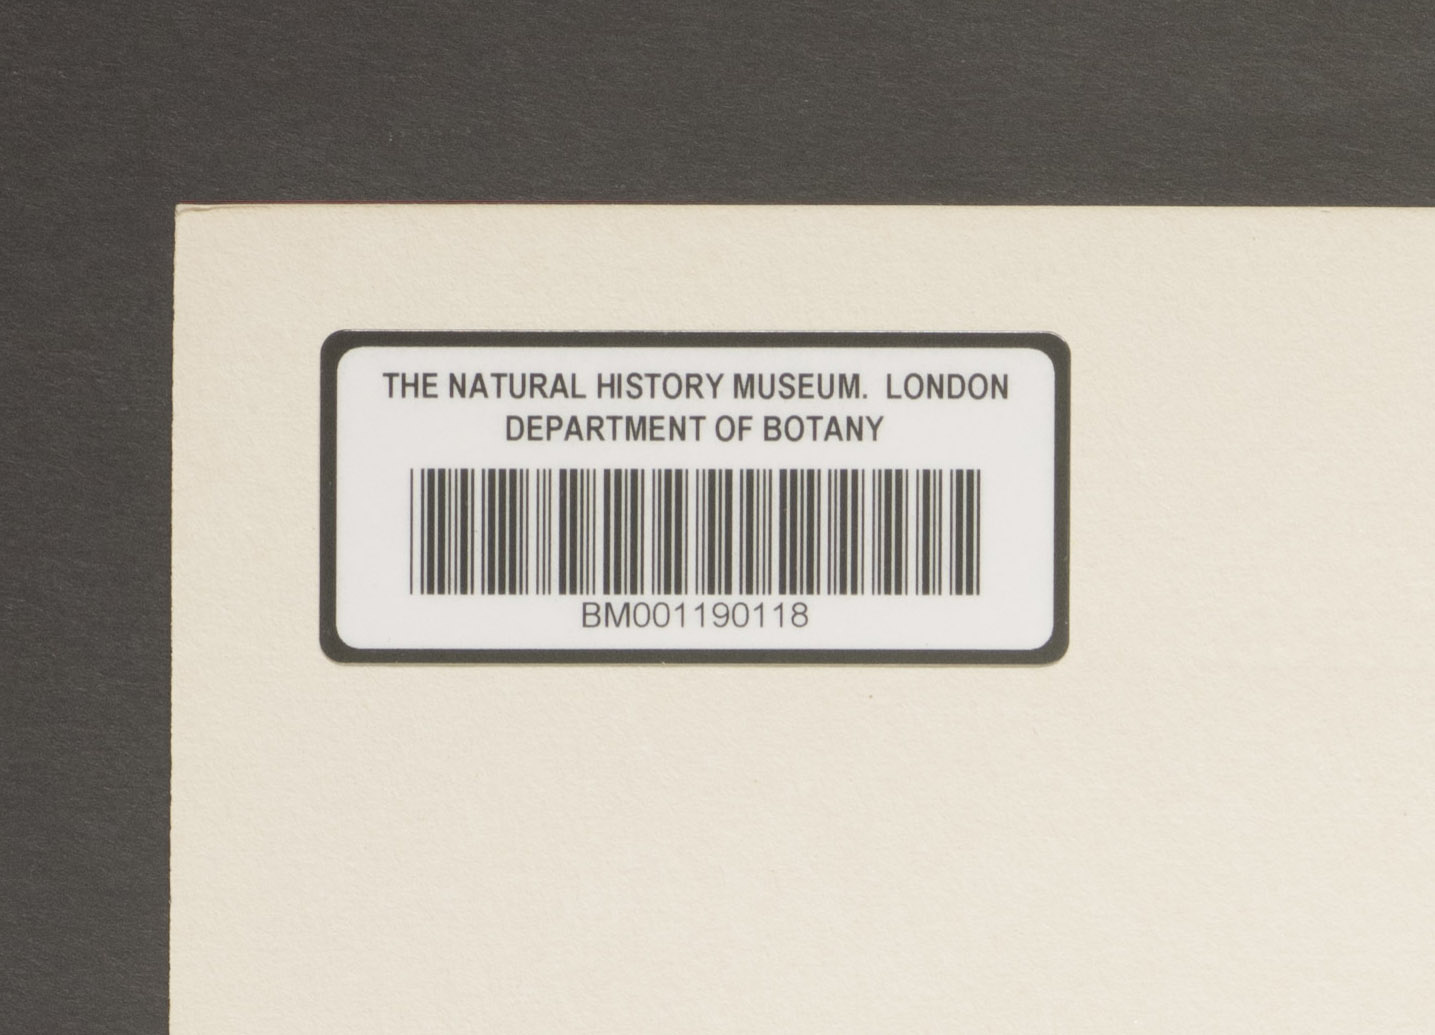 THE NATURAL HISTORY MUSEUM. LONDON
DEPARTMENT OF BOTANY
BM001190118